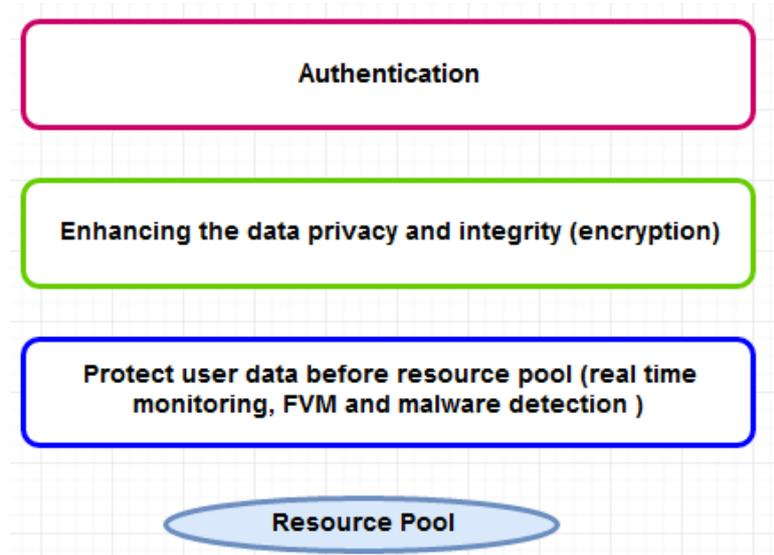 Authentication
Enhancing the data privacy and integrity (encryption)
Protect user data before resource pool (real time
monitoring, FVM and malware detection )
Resource Pool